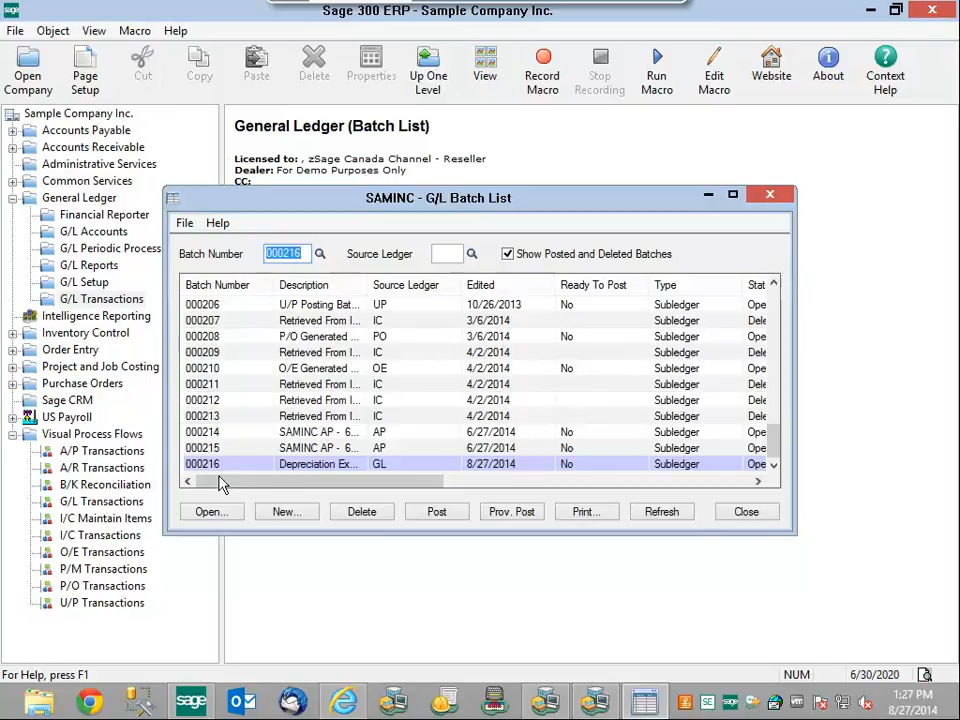 Sage 300 ERP - Sample Company Inc.
File Object View Macro Help
Open Company
Page Setup
Cut
Copy
Paste
Delete
Properties
Up One Level
View
Record Macro
Stop Recording
Run Macro
Edit Macro
Website
About
Context Help
Sample Company Inc.
Accounts Payable
Accounts Receivable
Administrative Services
Common Services
General Ledger
Financial Reporter
G/L Accounts
G/L Periodic Process
G/L Reports
G/L Setup
G/L Transactions
Intelligence Reporting
Inventory Control
Order Entry
Project and Job Costing
Purchase Orders
Sage CRM
US Payroll
Visual Process Flows
A/P Transactions
A/R Transactions
B/K Reconciliation
G/L Transactions
I/C Maintain Items
I/C Transactions
O/E Transactions
P/M Transactions
P/O Transactions
U/P Transactions
General Ledger (Batch List)
Licensed to: , zSage Canada Channel - Reseller
Dealer: For Demo Purposes Only
CC:
SAMINC - G/L Batch List
File Help
Batch Number 000216 Source Ledger Show Posted and Deleted Batches
Batch Number Description Source Ledger Edited Ready To Post Type Stat
000206 U/P Posting Bat... UP 10/26/2013 No Subledger Ope
000207 Retrieved From I... IC 3/6/2014 Subledger Dele
000208 P/O Generated ... PO 3/6/2014 No Subledger Ope
000209 Retrieved From I... IC 4/2/2014 Subledger Dele
000210 O/E Generated ... OE 4/2/2014 No Subledger Ope
000211 Retrieved From I... IC 4/2/2014 Subledger Dele
000212 Retrieved From I... IC 4/2/2014 Subledger Dele
000213 Retrieved From I... IC 4/2/2014 Subledger Dele
000214 SAMINC AP - 6... AP 6/27/2014 No Subledger Ope
000215 SAMINC AP - 6... AP 6/27/2014 No Subledger Ope
000216 Depreciation Ex... GL 8/27/2014 No Subledger Ope
Open... New... Delete Post Prov. Post Print... Refresh Close
For Help, press F1 NUM 6/30/2020
sage
1:27 PM
8/27/2014